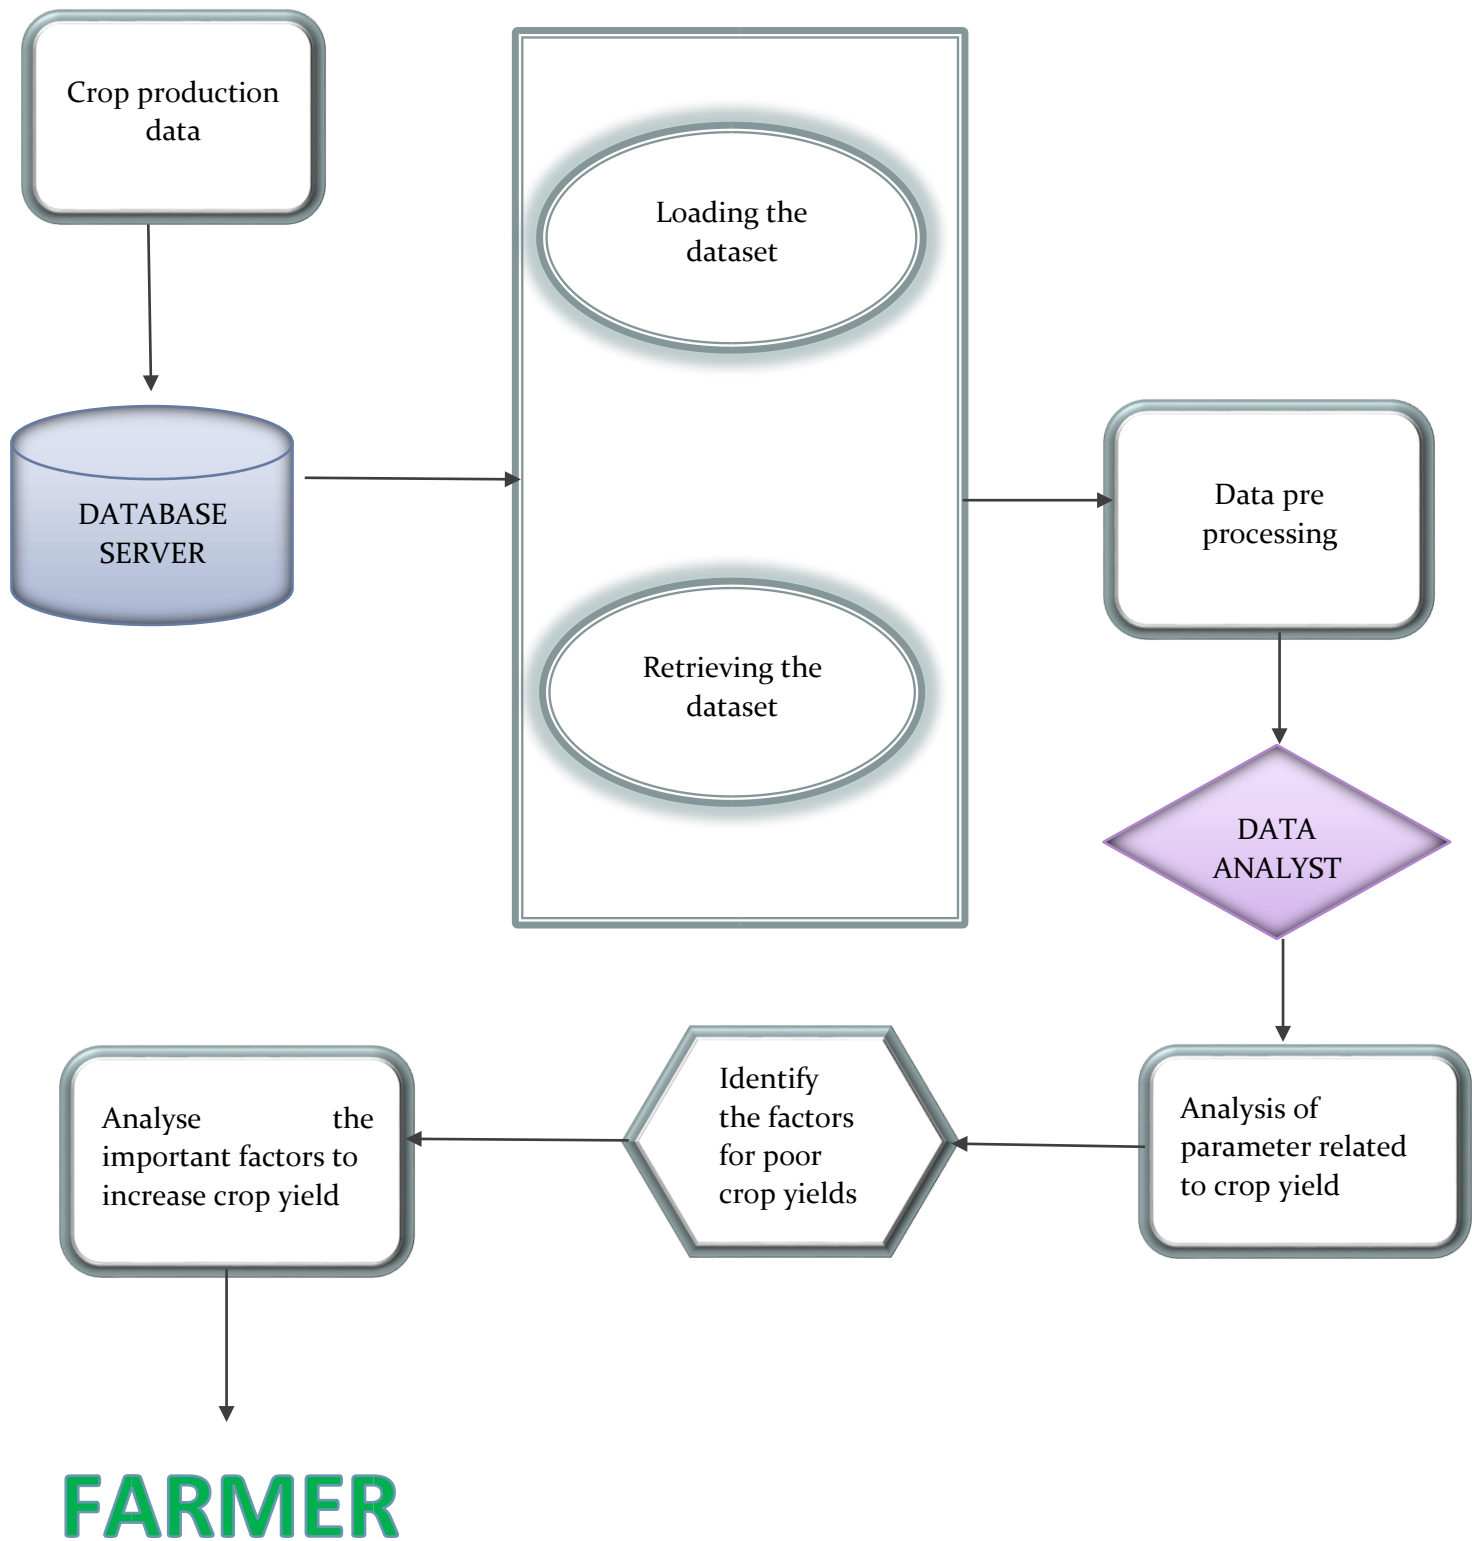 Crop production
data
Loading the
dataset
DATABASE
SERVER
Data pre
processing
Retrieving the
dataset
DATA
ANALYST
Analysis of
parameter related
to crop yield
Identify
the factors
for poor
crop yields
Analyse the
important factors to
increase crop yield
FARMER